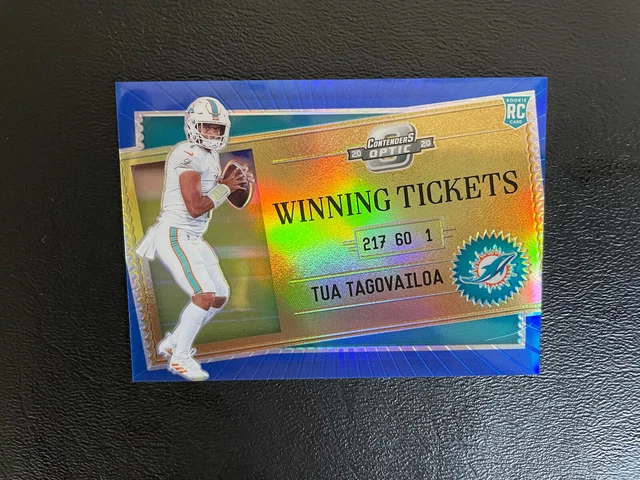 ROOKIE
RC
CARD
CONTENDERS
20 OPTIC 20
WINNING TICKETS
217 60 1
TUA TAGOVAILOA